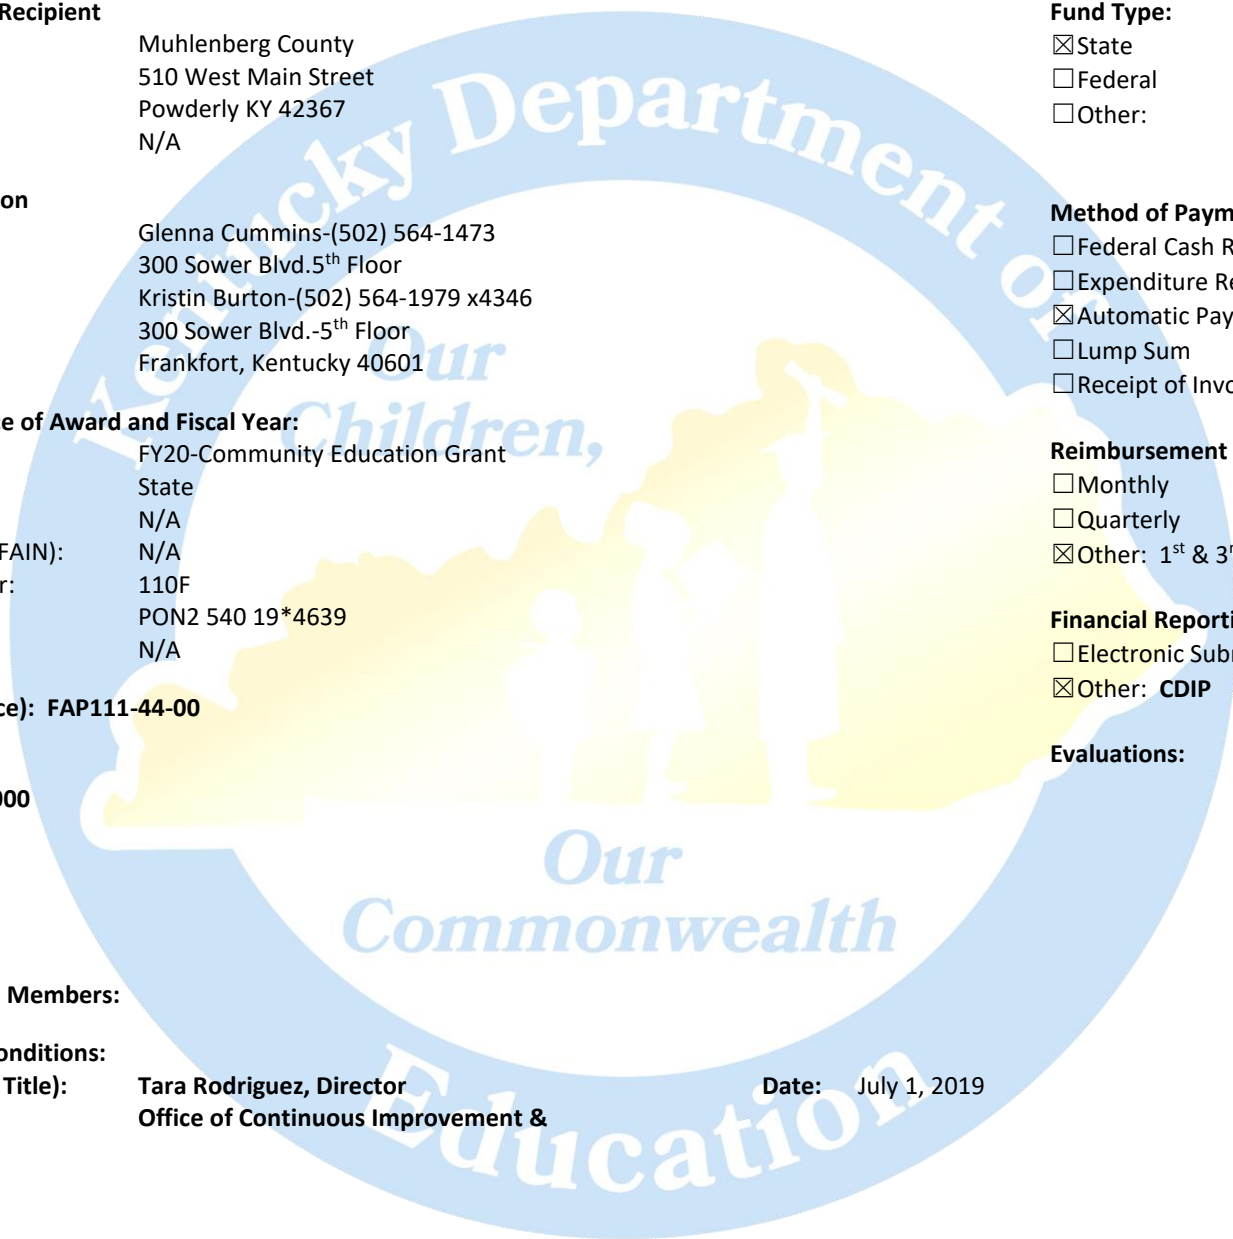 Recipient
Muhlenberg County
510 West Main Street
Powderly KY 42367
N/A
on
Glenna Cummins-(502) 564-1473
300 Sower Blvd.5th Floor
Kristin Burton-(502) 564-1979 x4346
300 Sower Blvd.-5th Floor
Frankfort, Kentucky 40601
e of Award and Fiscal Year:
FY20-Community Education Grant
State
N/A
FAIN): N/A
r: 110F
PON2 540 19*4639
N/A
ce): FAP111-44-00
000
Members:
onditions:
Title): Tara Rodriguez, Director Date: July 1, 2019
Office of Continuous Improvement &
Fund Type:
☒State
☐Federal
☐Other:
Method of Paym
☐Federal Cash R
☐Expenditure Re
☒Automatic Pay
☐Lump Sum
☐Receipt of Invo
Reimbursement
☐Monthly
☐Quarterly
☒Other: 1st & 3r
Financial Reporti
☐Electronic Sub
☒Other: CDIP
Evaluations:
Kentucky Department of
Education
Our
Children,
Our
Commonwealth